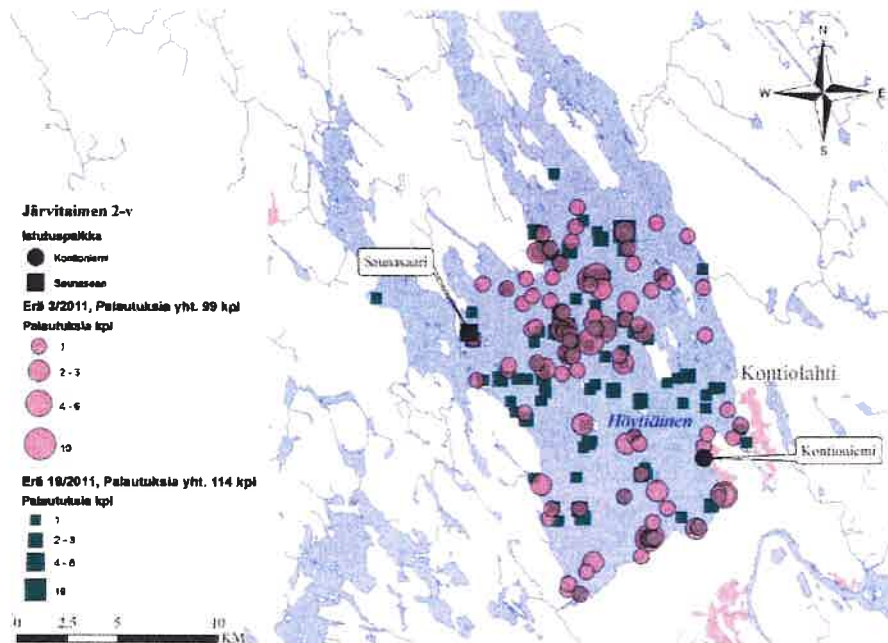 N
W E
S
Järvitaimen 2-v
Istutuspaikka
Kontioniemi
Saunasaari
Saunasaari
Erä 3/2011, Palautuksia yht. 99 kpl
Palautuksia kpl
1
2 - 3
4 - 6
10
Kontiolahti
Höytiäinen
Kontioniemi
Erä 19/2011, Palautuksia yht. 114 kpl
Palautuksia kpl
1
2 - 3
4 - 6
0 2,5 5 10
KM